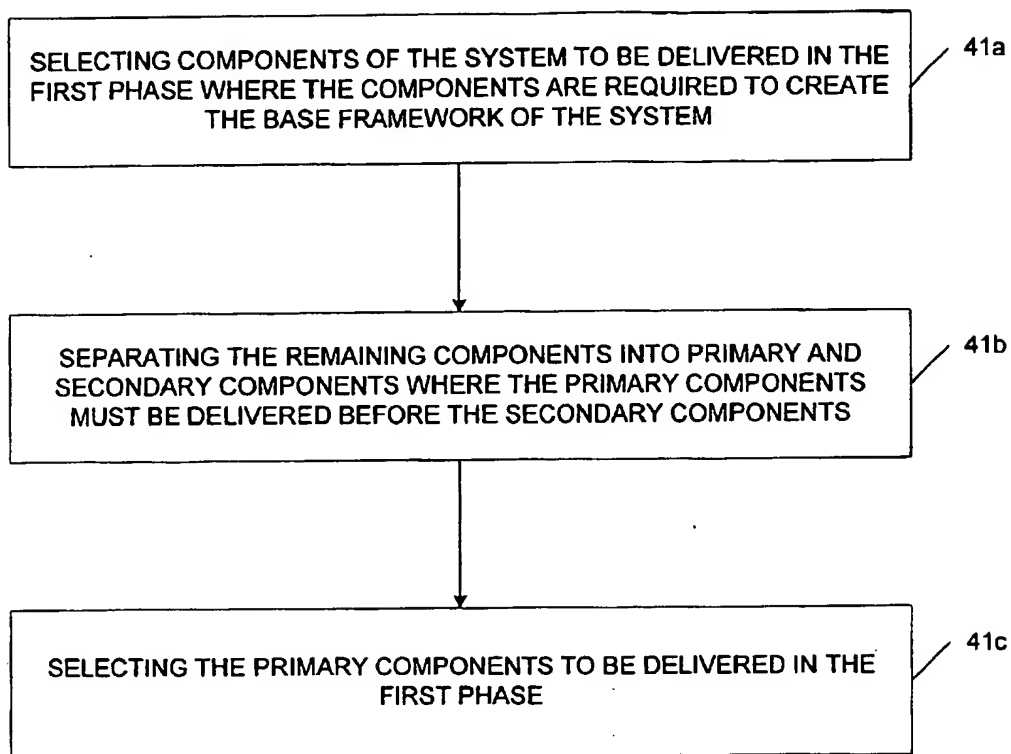 SELECTING COMPONENTS OF THE SYSTEM TO BE DELIVERED IN THE
FIRST PHASE WHERE THE COMPONENTS ARE REQUIRED TO CREATE
THE BASE FRAMEWORK OF THE SYSTEM
41a
SEPARATING THE REMAINING COMPONENTS INTO PRIMARY AND
SECONDARY COMPONENTS WHERE THE PRIMARY COMPONENTS
MUST BE DELIVERED BEFORE THE SECONDARY COMPONENTS
41b
SELECTING THE PRIMARY COMPONENTS TO BE DELIVERED IN THE
FIRST PHASE
41c